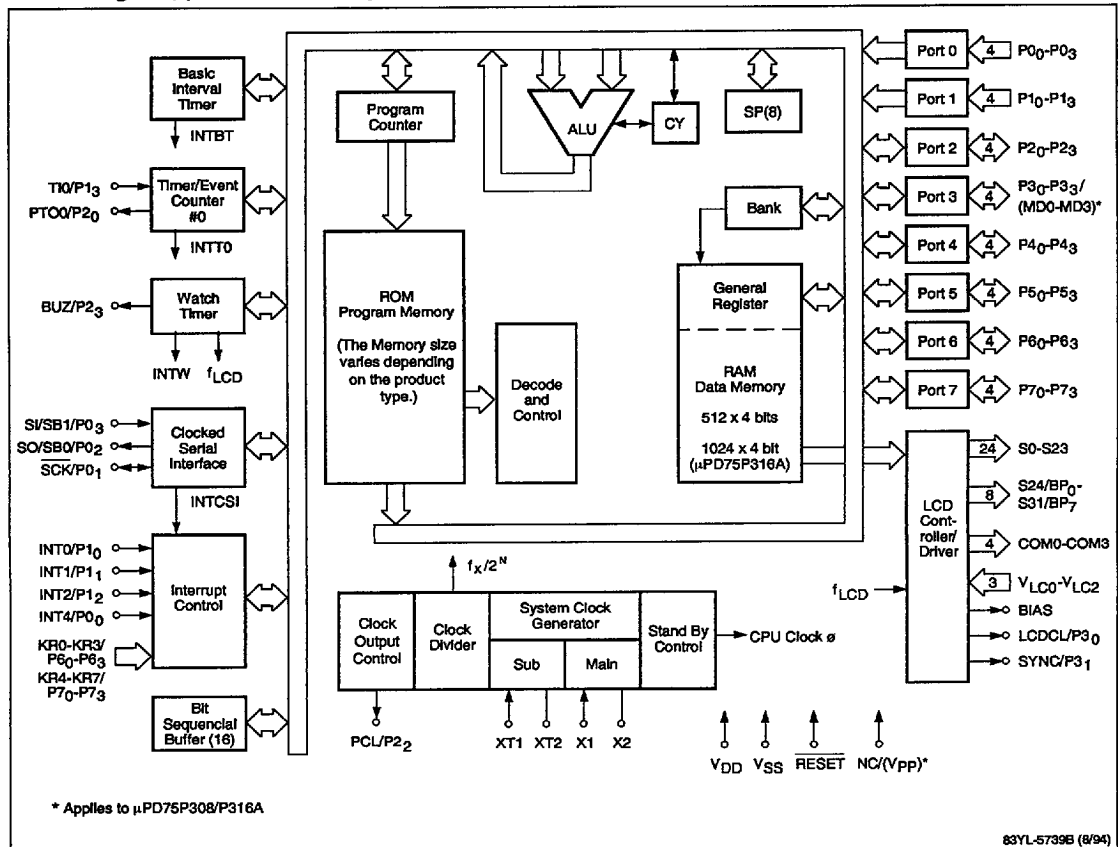 Basic
Interval
Timer
INTBT
TI0/P1₃
PTO0/P2₀
Timer/Event
Counter
#0
INTT0
BUZ/P2₃
Watch
Timer
INTW
fLCD
SI/SB1/P0₃
SO/SB0/P0₂
SCK/P0₁
Clocked
Serial
Interface
INTCSI
INT0/P1₀
INT1/P1₁
INT2/P1₂
INT4/P0₀
KR0-KR3/
P6₀-P6₃
KR4-KR7/
P7₀-P7₃
Interrupt
Control
Bit
Sequencial
Buffer (16)
Program
Counter
ALU
CY
SP(8)
Bank
ROM
Program Memory
(The Memory size
varies depending
on the product
type.)
Decode
and
Control
General
Register
RAM
Data Memory
512 x 4 bits
1024 x 4 bit
(μPD75P316A)
fx/2ᴺ
Clock
Output
Control
Clock
Divider
System Clock
Generator
Sub
Main
Stand By
Control
CPU Clock ø
PCL/P2₂
XT1
XT2
X1
X2
VDD
VSS
RESET
NC/(VPP)*
Port 0
4
P0₀-P0₃
Port 1
4
P1₀-P1₃
Port 2
4
P2₀-P2₃
Port 3
4
P3₀-P3₃/
(MD0-MD3)*
Port 4
4
P4₀-P4₃
Port 5
4
P5₀-P5₃
Port 6
4
P6₀-P6₃
Port 7
4
P7₀-P7₃
LCD
Cont-
roller/
Driver
fLCD
24
S0-S23
8
S24/BP₀-
S31/BP₇
4
COM0-COM3
3
VLC0-VLC2
BIAS
LCDCL/P3₀
SYNC/P3₁
* Applies to μPD75P308/P316A
83YL-5739B (8/94)